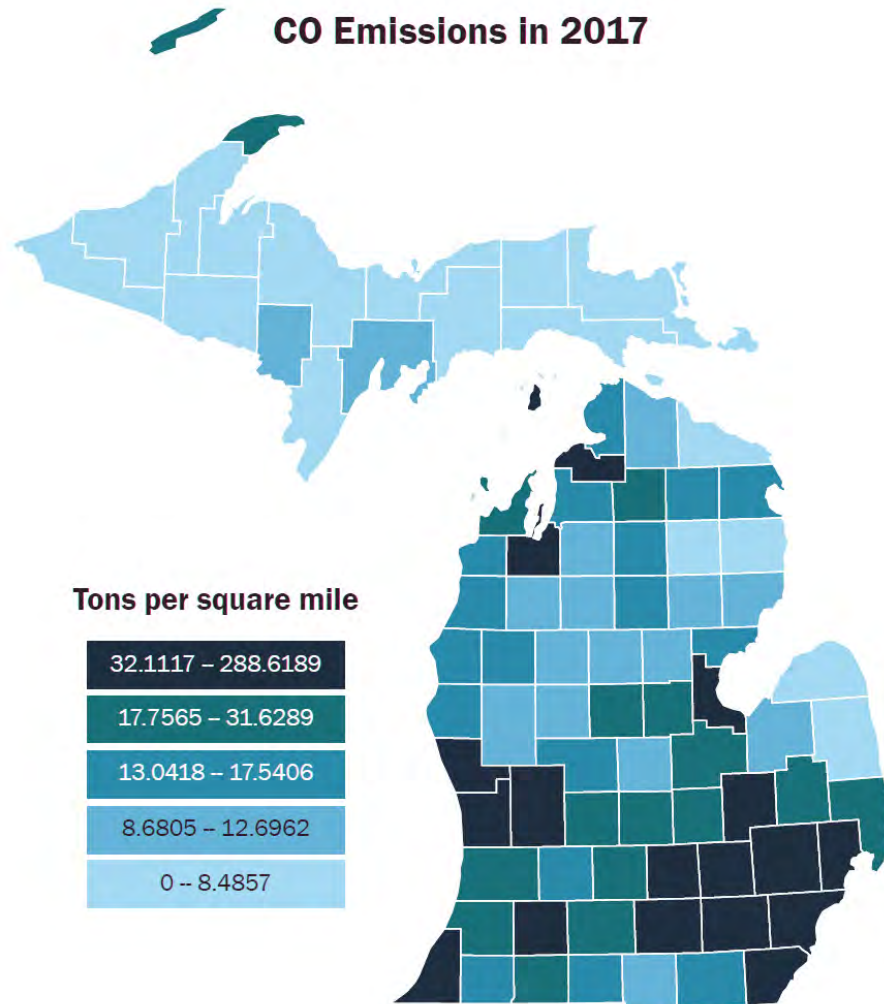 CO Emissions in 2017
Tons per square mile
32.1117 – 288.6189
17.7565 – 31.6289
13.0418 – 17.5406
8.6805 – 12.6962
0 -- 8.4857